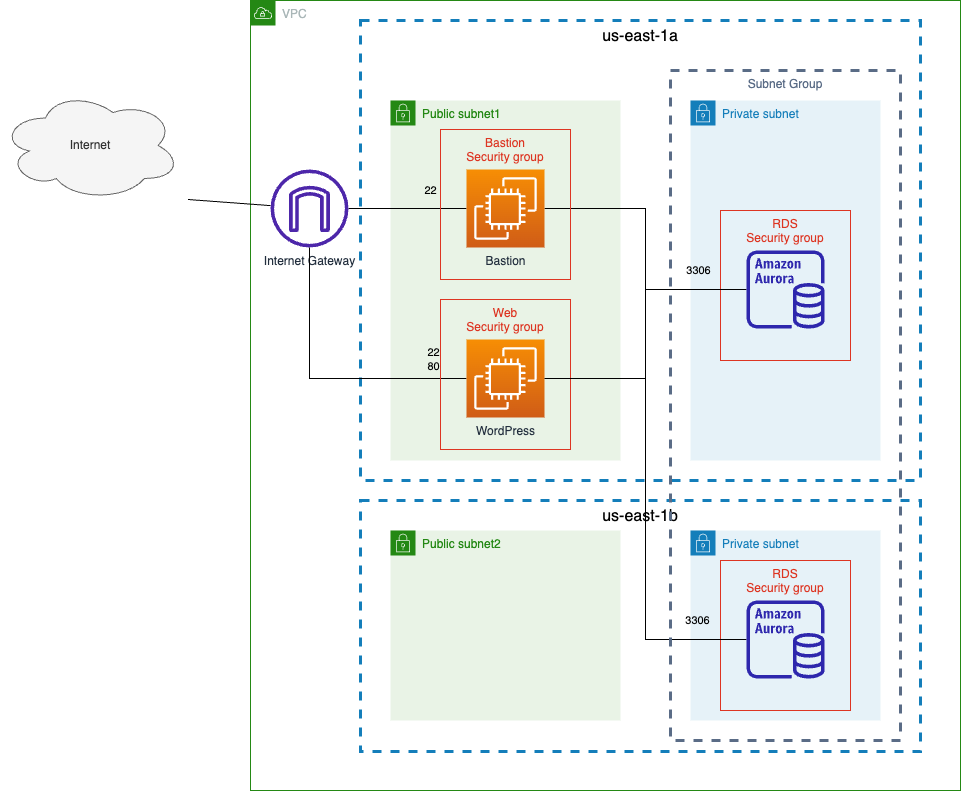 VPC
us-east-1a
Subnet Group
Public subnet1
Private subnet
Internet
Bastion
Security group
22
Bastion
Internet Gateway
RDS
Security group
3306
Amazon
Aurora
Web
Security group
22
80
WordPress
us-east-1b
Public subnet2
Private subnet
RDS
Security group
3306
Amazon
Aurora